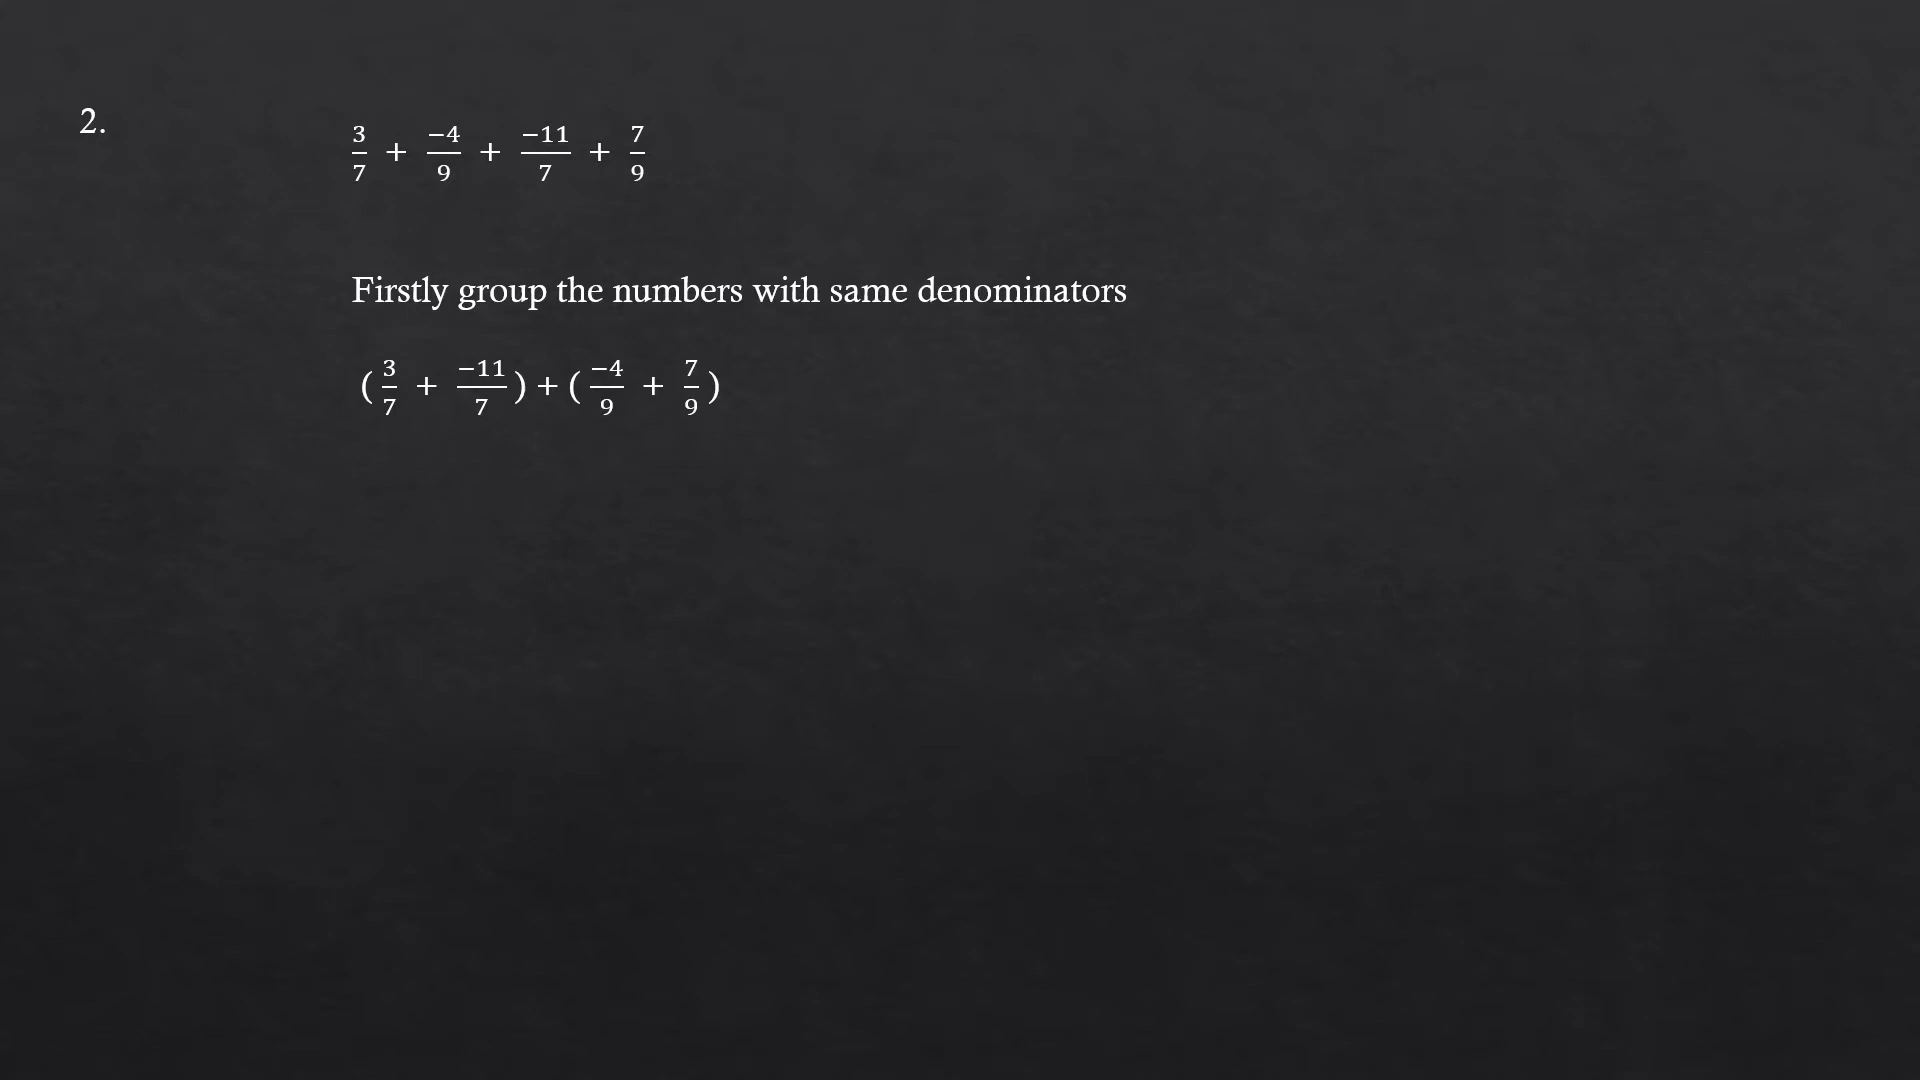 2.
3/7 + −4/9 + −11/7 + 7/9
Firstly group the numbers with same denominators
(3/7 + −11/7) + (−4/9 + 7/9)